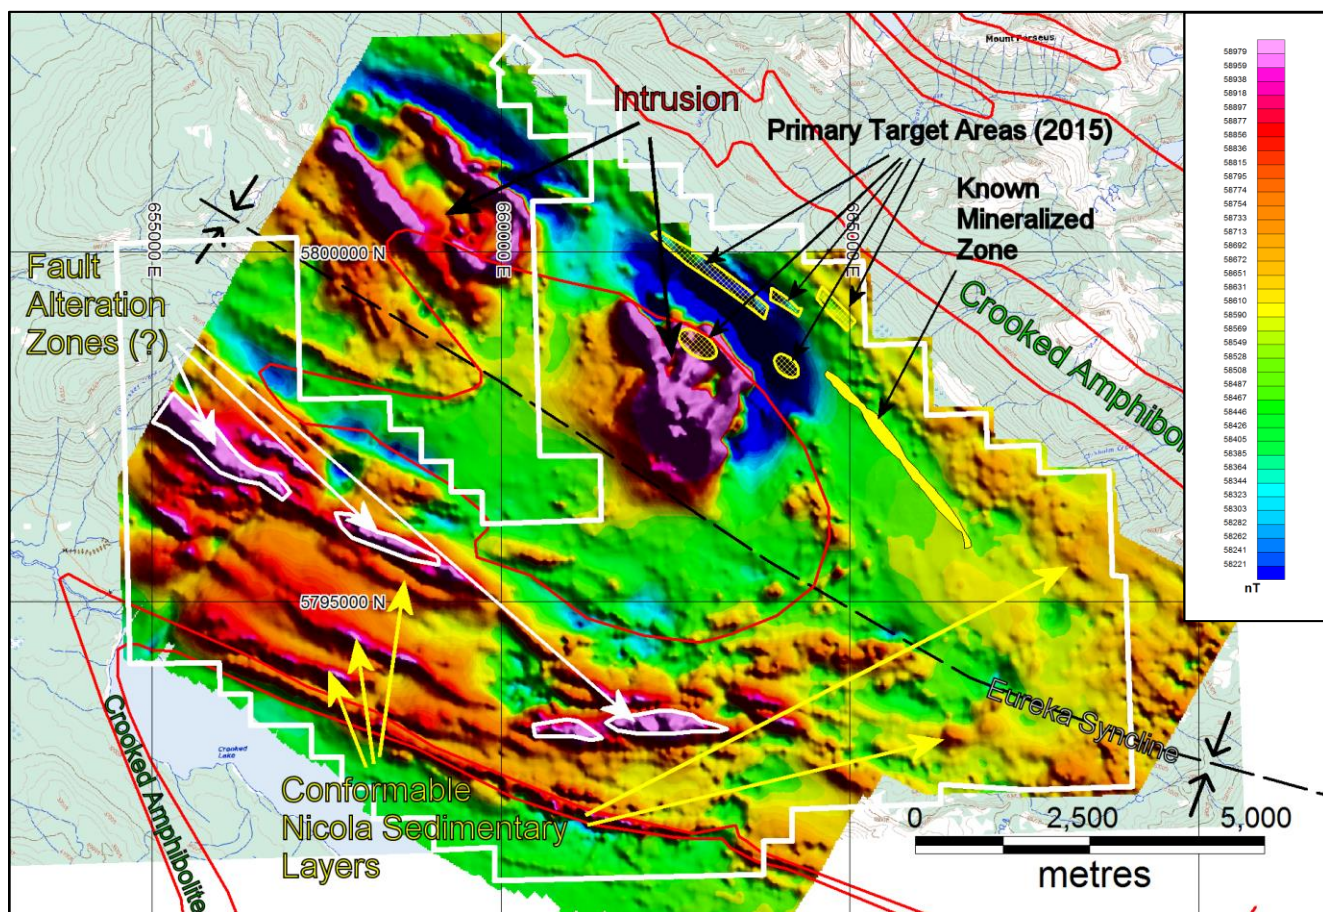 Mount Perseus
Intrusion
Primary Target Areas (2015)
Known
Mineralized
Zone
Fault
Alteration
Zones (?)
655000 E
660000 E
665000 E
5800000 N
5795000 N
Crooked Amphibol
Eureka Syncline
Conformable
Nicola Sedimentary
Layers
Crooked Amphibolite
Crooked
Lake
0 2,500 5,000
metres
58979
58959
58938
58918
58897
58877
58856
58836
58815
58795
58774
58754
58733
58713
58692
58672
58651
58631
58610
58590
58569
58549
58528
58508
58487
58467
58446
58426
58405
58385
58364
58344
58323
58303
58282
58262
58241
58221
nT